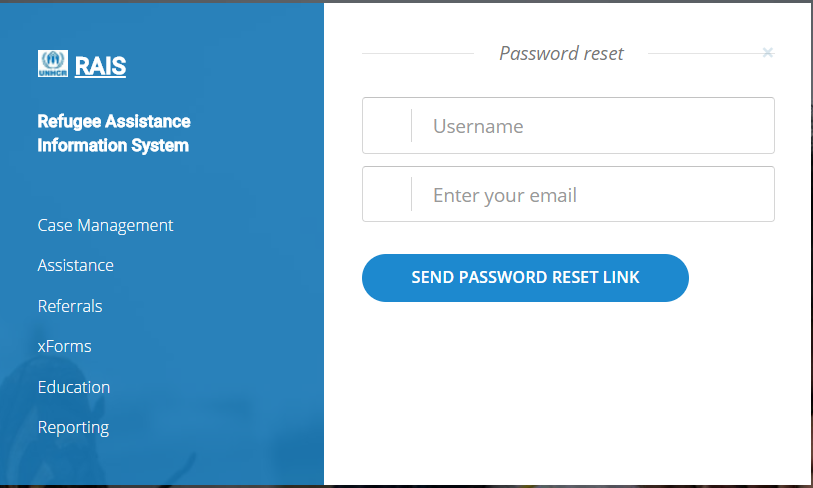 UNHCR
RAIS
Refugee Assistance
Information System
Case Management
Assistance
Referrals
xForms
Education
Reporting
Password reset
×
Username
Enter your email
SEND PASSWORD RESET LINK